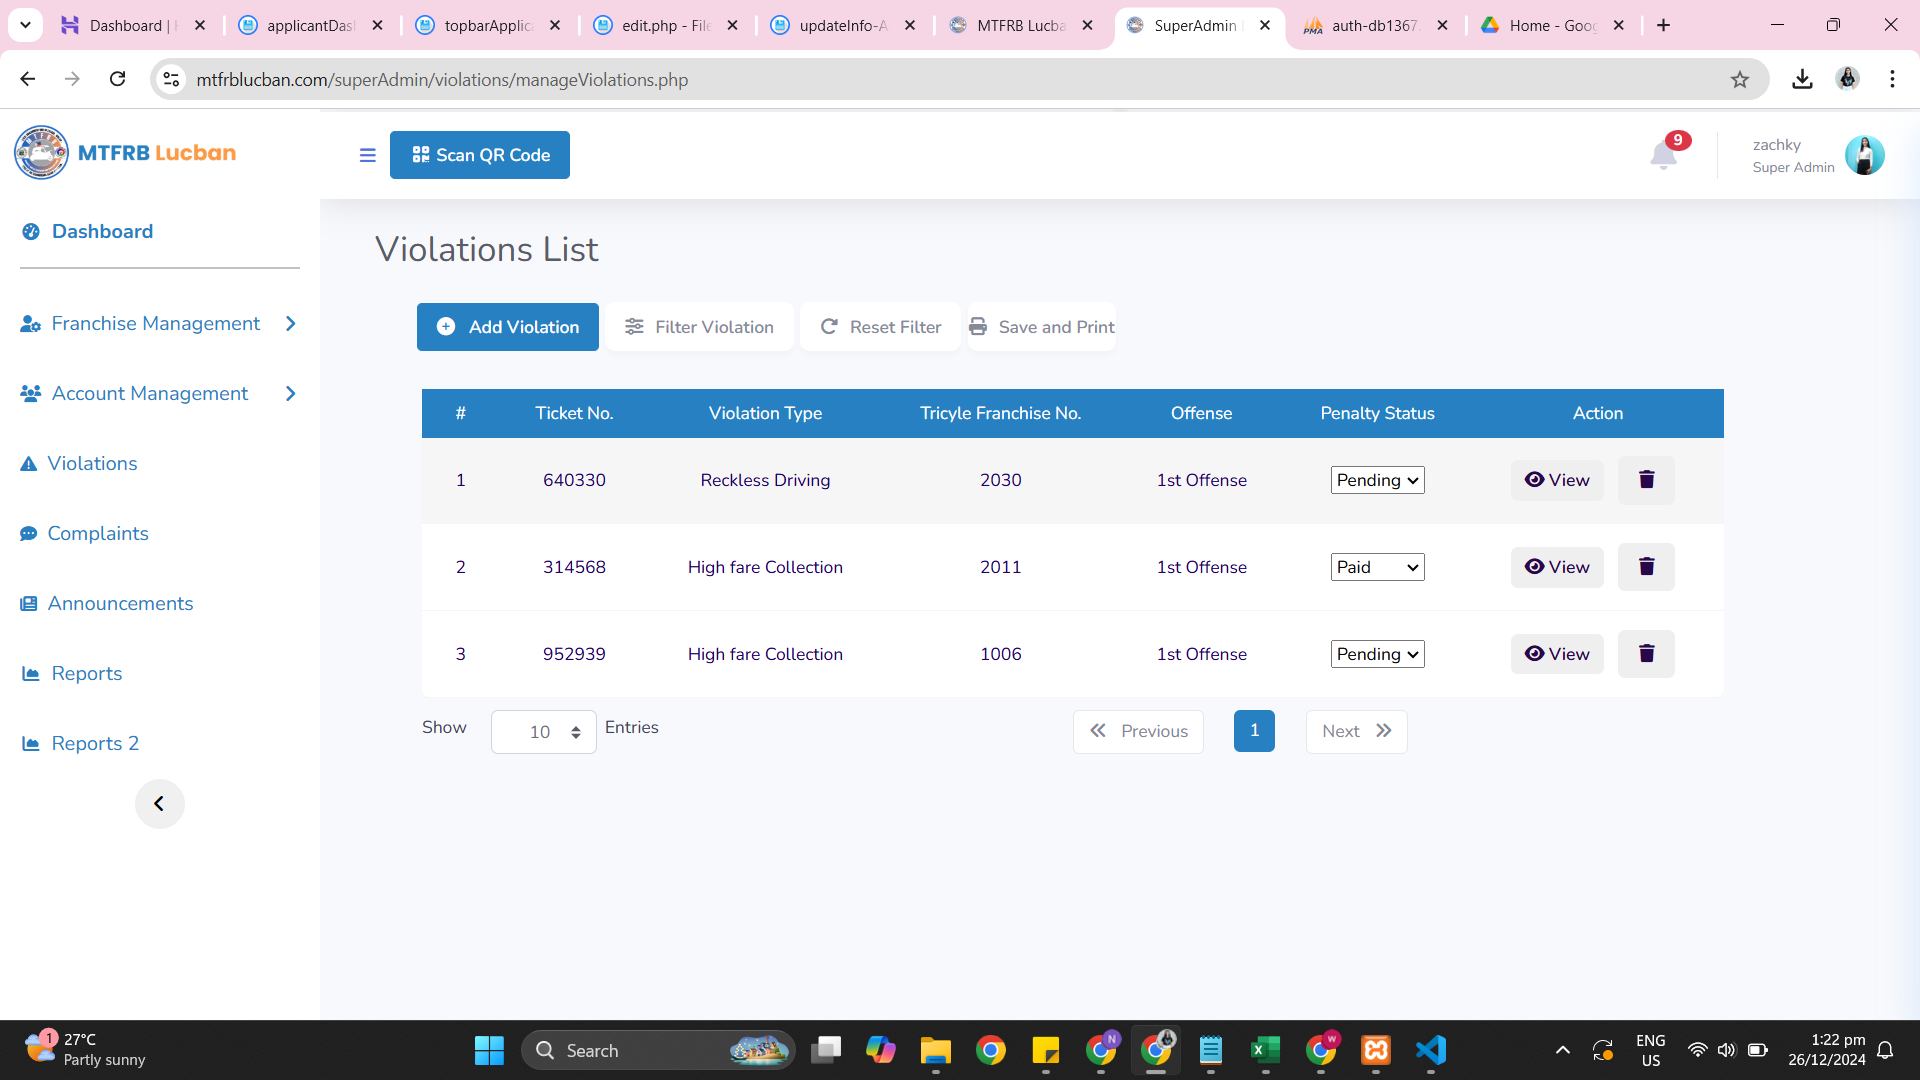 Dashboard |
applicantDas
topbarApplic
edit.php - File
updateInfo-A
MTFRB Lucba
SuperAdmin
auth-db1367.
Home - Goog
mtfrblucban.com/superAdmin/violations/manageViolations.php
MTFRB Lucban
Scan QR Code
9
zachky
Super Admin
Dashboard
Franchise Management
Account Management
Violations
Complaints
Announcements
Reports
Reports 2
Violations List
Add Violation
Filter Violation
Reset Filter
Save and Print
# Ticket No. Violation Type Tricyle Franchise No. Offense Penalty Status Action
1 640330 Reckless Driving 2030 1st Offense Pending View
2 314568 High fare Collection 2011 1st Offense Paid View
3 952939 High fare Collection 1006 1st Offense Pending View
Show 10 Entries
Previous 1 Next
1
27°C
Partly sunny
Search
N
W
ENG
US
1:22 pm
26/12/2024